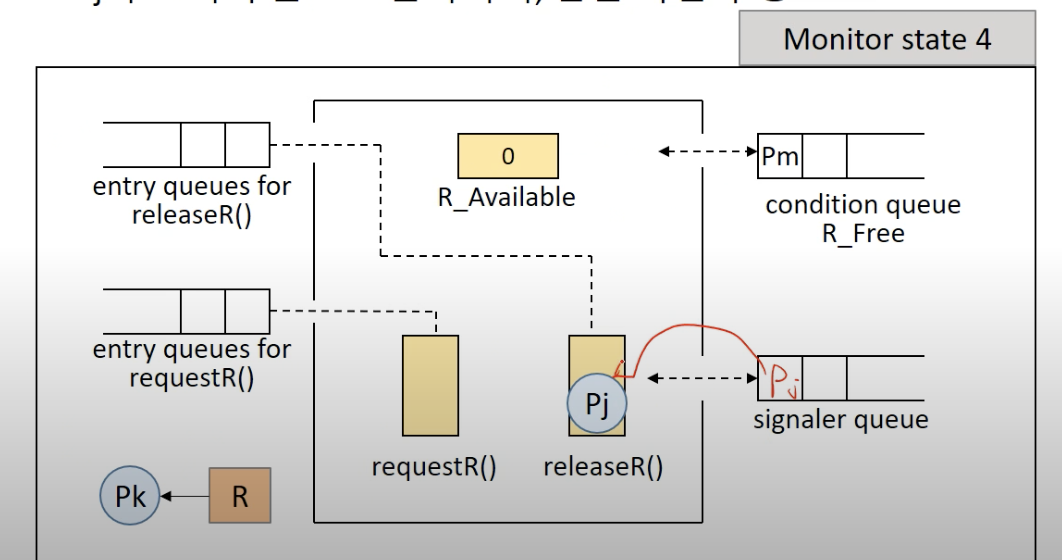 Monitor state 4
entry queues for
releaseR()
0
R_Available
Pm
condition queue
R_Free
entry queues for
requestR()
Pj
Pj
signaler queue
requestR()
releaseR()
Pk
R